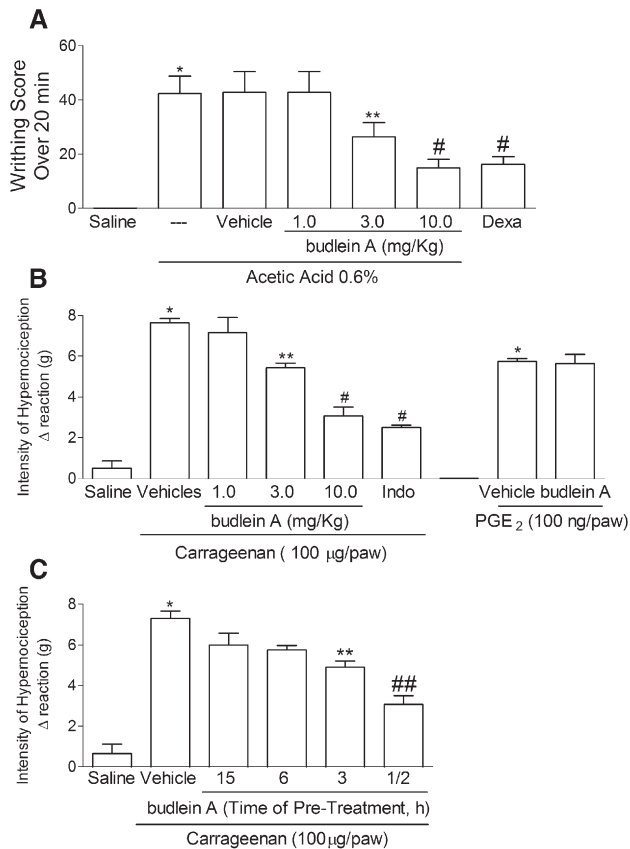 A
Writhing Score
Over 20 min
60
40
20
0
*
**
#
#
Saline --- Vehicle 1.0 3.0 10.0 Dexa
budlein A (mg/Kg)
Acetic Acid 0.6%
B
Intensity of Hypernociception
Δ reaction (g)
8
6
4
2
0
*
**
#
#
*
Saline Vehicles 1.0 3.0 10.0 Indo Vehicle budlein A
budlein A (mg/Kg)
PGE2 (100 ng/paw)
Carrageenan ( 100 μg/paw)
C
Intensity of Hypernociception
Δ reaction (g)
8
6
4
2
0
*
**
##
Saline Vehicle 15 6 3 1/2
budlein A (Time of Pre-Treatment, h)
Carrageenan (100μg/paw)